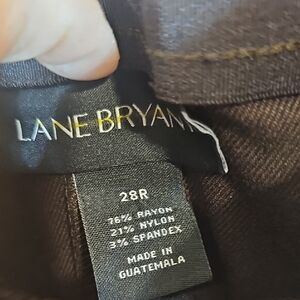 LANE BRYANT
28R
76% RAYON
21% NYLON
3% SPANDEX
MADE IN
GUATEMALA